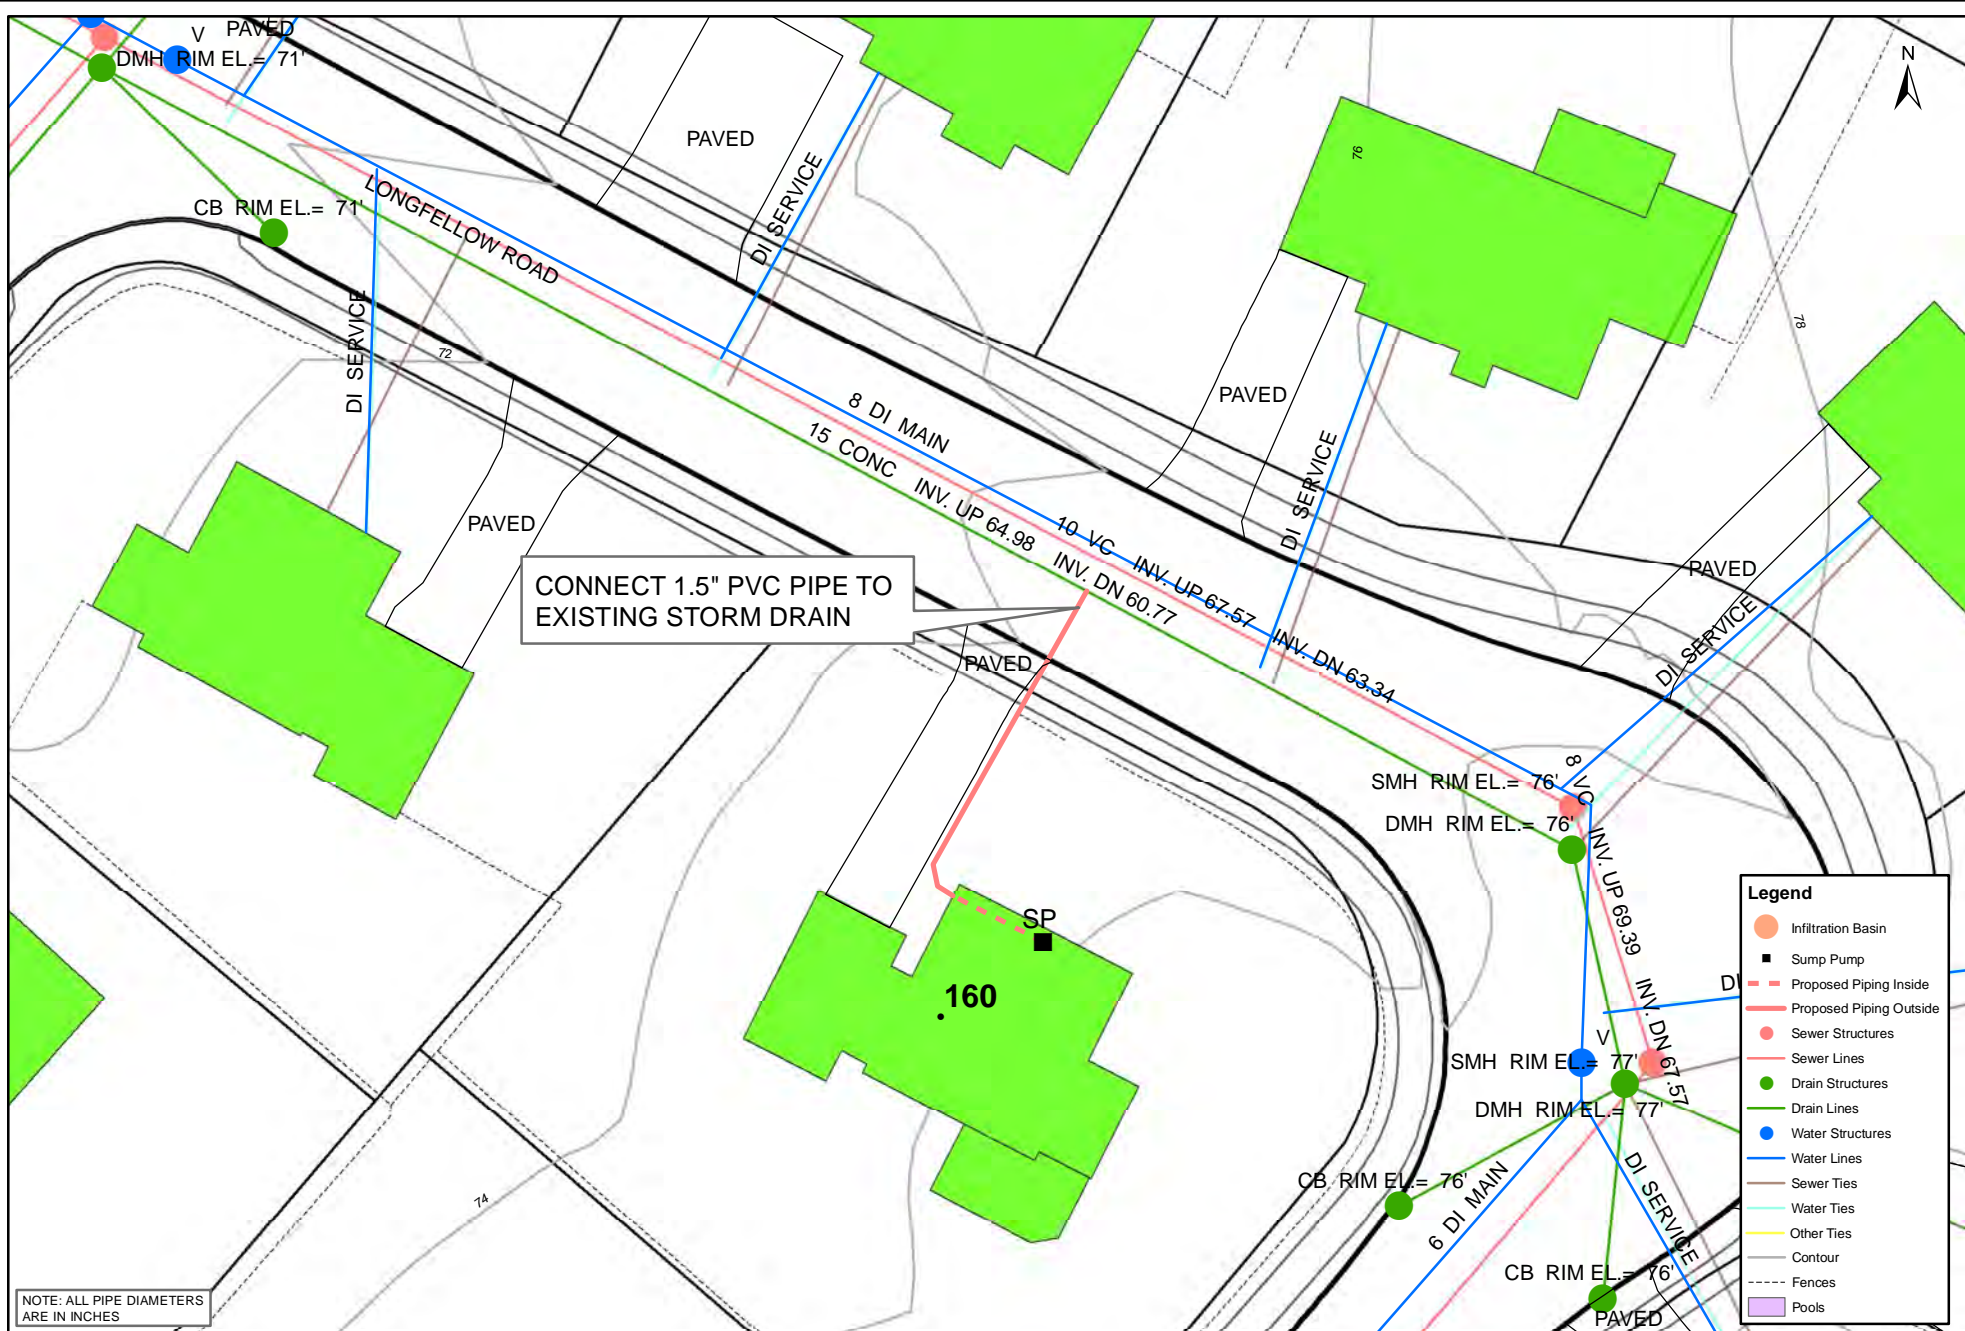 V PAVED
DMH RIM EL.= 71'
N
PAVED
76
DI SERVICE
CB RIM EL.= 71'
LONGFELLOW ROAD
DI SERVICE
72
78
PAVED
8 DI MAIN
15 CONC INV. UP 64.98 INV. DN 60.77
10 VC INV. UP 67.57 INV. DN 63.34
DI SERVICE
PAVED
PAVED
DI SERVICE
CONNECT 1.5" PVC PIPE TO
EXISTING STORM DRAIN
PAVED
SMH RIM EL.= 76'
DMH RIM EL.= 76'
8 VC INV. UP 69.39 INV. DN 67.57
SP
160
DI
V
SMH RIM EL.= 77'
DMH RIM EL.= 77'
CB RIM EL.= 76'
6 DI MAIN
DI SERVICE
74
CB RIM EL.= 76'
PAVED
Legend
Infiltration Basin
Sump Pump
Proposed Piping Inside
Proposed Piping Outside
Sewer Structures
Sewer Lines
Drain Structures
Drain Lines
Water Structures
Water Lines
Sewer Ties
Water Ties
Other Ties
Contour
Fences
Pools
NOTE: ALL PIPE DIAMETERS
ARE IN INCHES